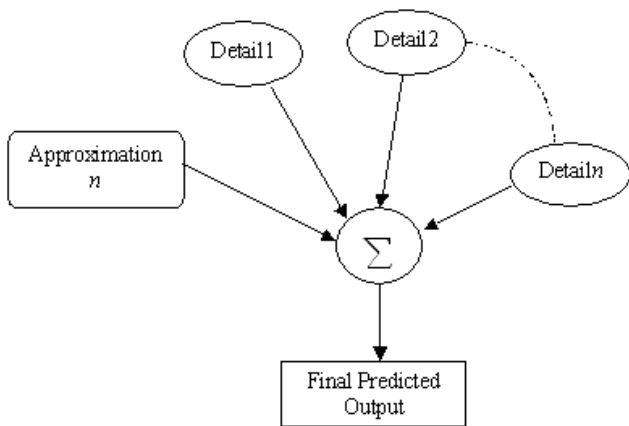 Detail1
Detail2
Approximation
n
Detailn
∑
Final Predicted
Output